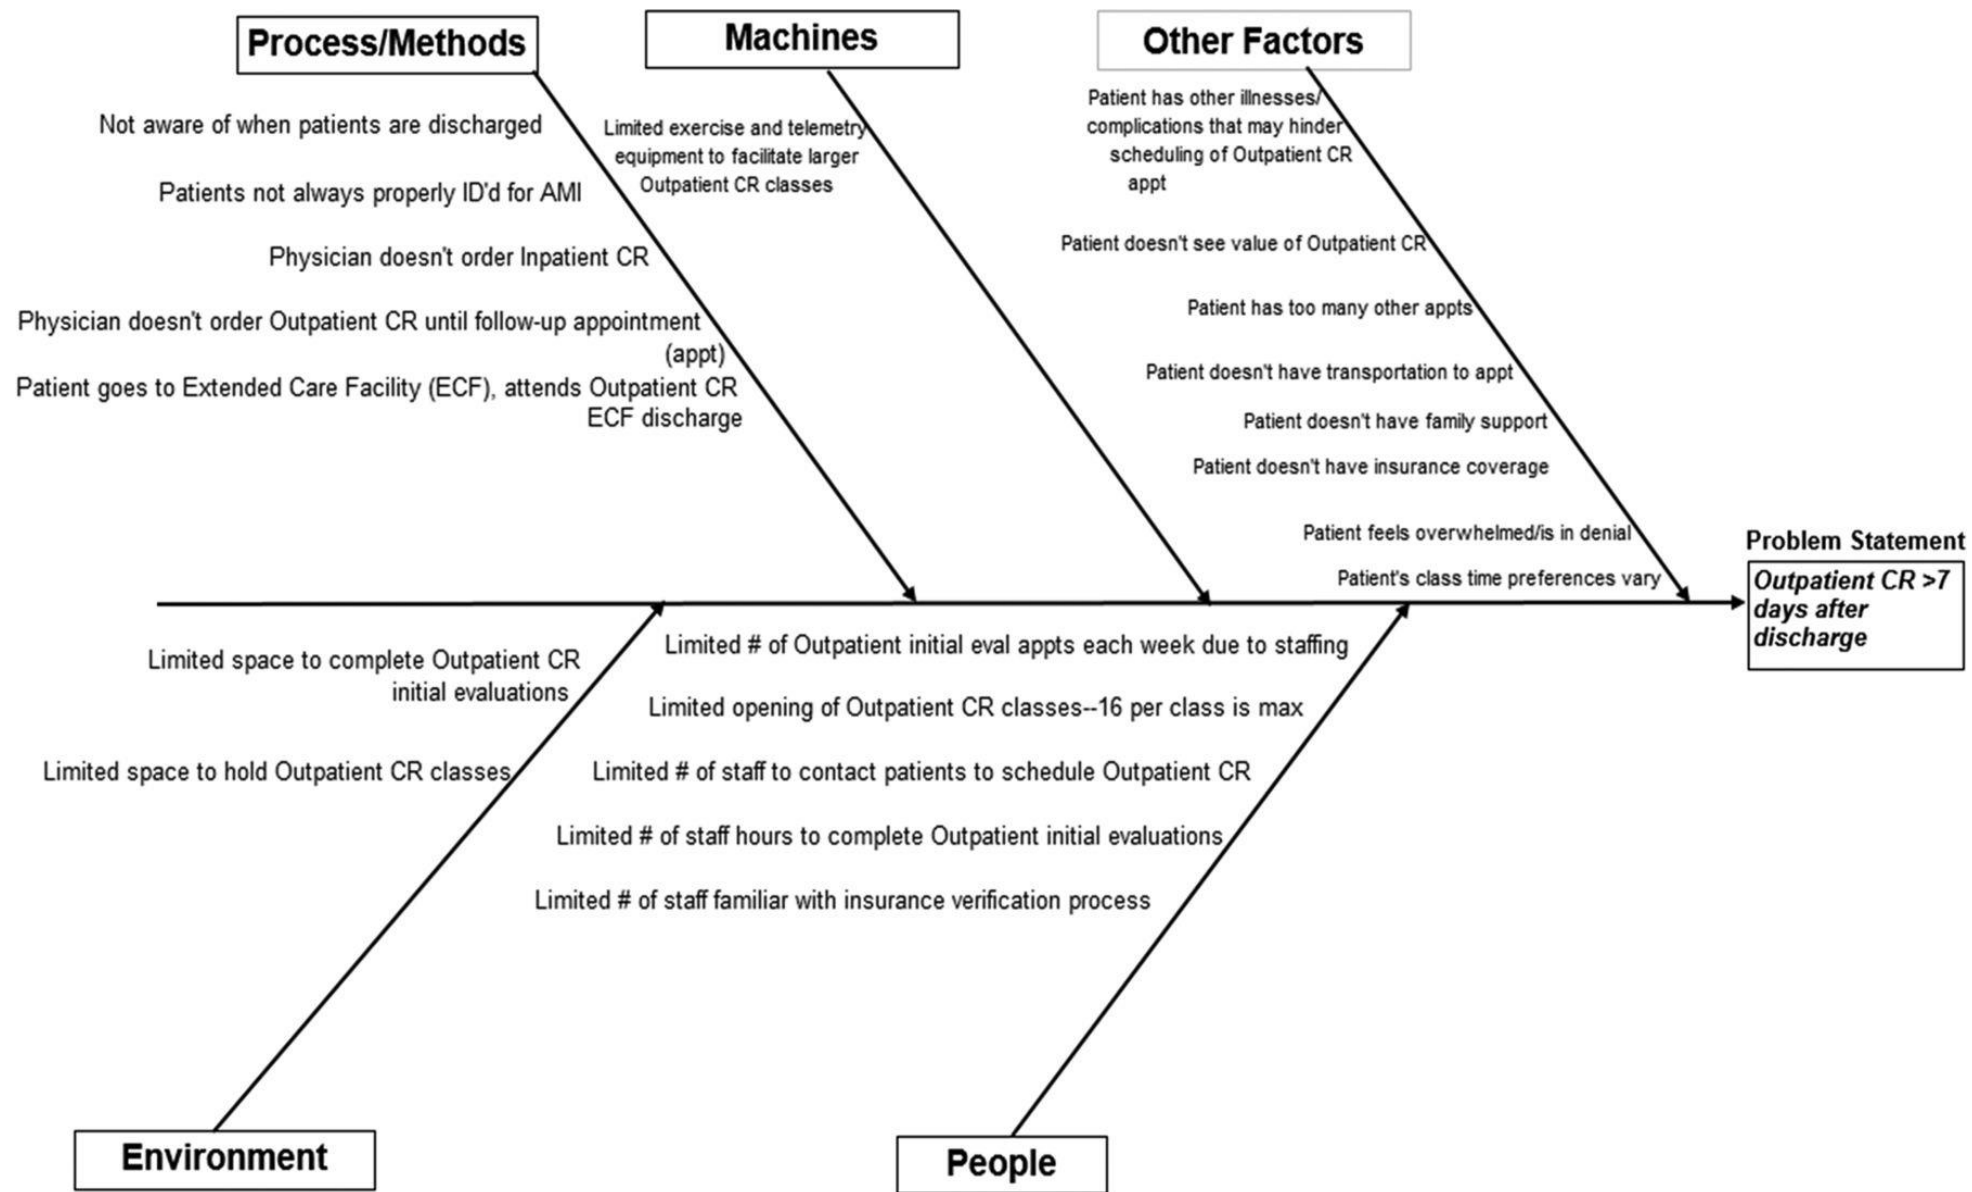 Process/Methods
Not aware of when patients are discharged
Patients not always properly ID'd for AMI
Physician doesn't order Inpatient CR
Physician doesn't order Outpatient CR until follow-up appointment
(appt)
Patient goes to Extended Care Facility (ECF), attends Outpatient CR
ECF discharge
Machines
Limited exercise and telemetry
equipment to facilitate larger
Outpatient CR classes
Other Factors
Patient has other illnesses/
complications that may hinder
scheduling of Outpatient CR
appt
Patient doesn't see value of Outpatient CR
Patient has too many other appts
Patient doesn't have transportation to appt
Patient doesn't have family support
Patient doesn't have insurance coverage
Patient feels overwhelmed/is in denial
Patient's class time preferences vary
Problem Statement
Outpatient CR >7
days after
discharge
Limited space to complete Outpatient CR
initial evaluations
Limited space to hold Outpatient CR classes
Environment
Limited # of Outpatient initial eval appts each week due to staffing
Limited opening of Outpatient CR classes--16 per class is max
Limited # of staff to contact patients to schedule Outpatient CR
Limited # of staff hours to complete Outpatient initial evaluations
Limited # of staff familiar with insurance verification process
People